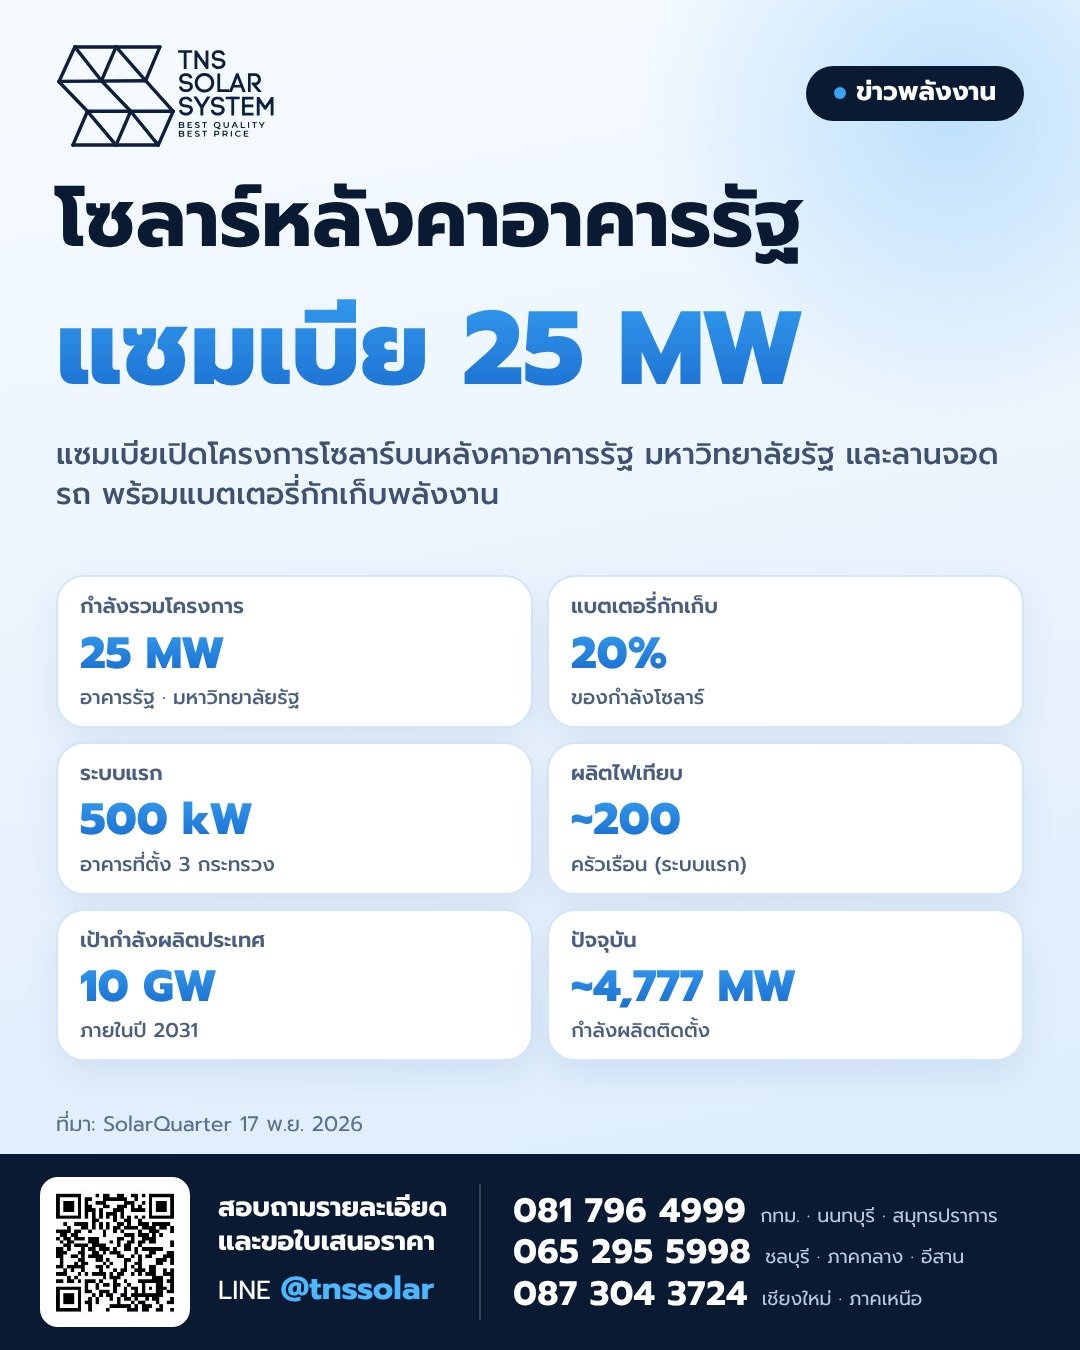 TNS
SOLAR
SYSTEM
BEST QUALITY
BEST PRICE
ข่าวพลังงาน
โซลาร์หลังคาอาคารรัฐ
แซมเบีย 25 MW
แซมเบียเปิดโครงการโซลาร์บนหลังคาอาคารรัฐ มหาวิทยาลัยรัฐ และลานจอด
รถ พร้อมแบตเตอรี่กักเก็บพลังงาน
กำลังรวมโครงการ
25 MW
อาคารรัฐ · มหาวิทยาลัยรัฐ
แบตเตอรี่กักเก็บ
20%
ของกำลังโซลาร์
ระบบแรก
500 kW
อาคารที่ตั้ง 3 กระทรวง
ผลิตไฟเทียบ
~200
ครัวเรือน (ระบบแรก)
เป้ากำลังผลิตประเทศ
10 GW
ภายในปี 2031
ปัจจุบัน
~4,777 MW
กำลังผลิตติดตั้ง
ที่มา: SolarQuarter 17 พ.ย. 2026
สอบถามรายละเอียด
และขอใบเสนอราคา
LINE @tnssolar
081 796 4999 กทม. · นนทบุรี · สมุทรปราการ
065 295 5998 ชลบุรี · ภาคกลาง · อีสาน
087 304 3724 เชียงใหม่ · ภาคเหนือ